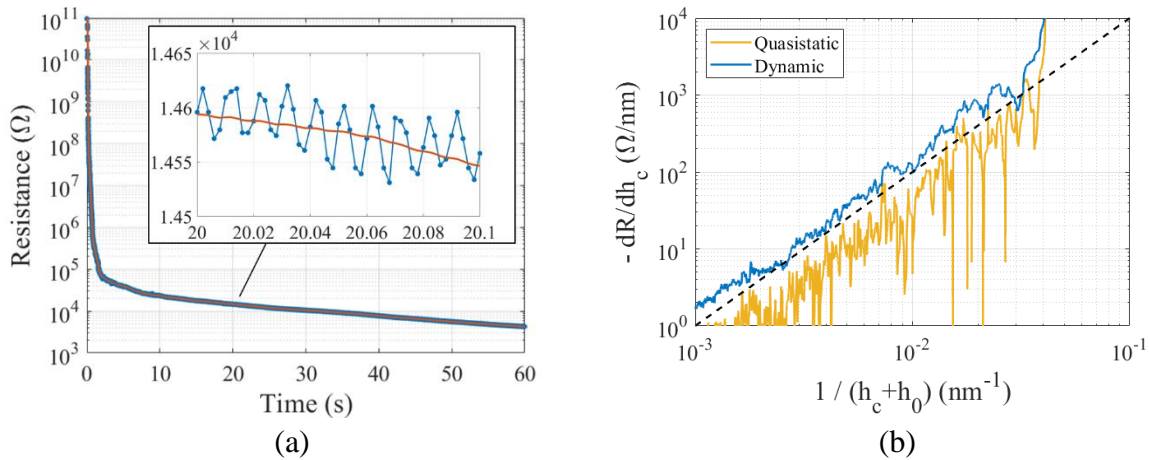 10^11
10^10
10^9
10^8
10^7
10^6
10^5
10^4
10^3
Resistance (Ω)
0 10 20 30 40 50 60
Time (s)
×10^4
1.465
1.46
1.455
1.45
20 20.02 20.04 20.06 20.08 20.1
(a)
Quasistatic
Dynamic
10^4
10^3
10^2
10^1
10^0
- dR/dh_c (Ω/nm)
10^-3 10^-2 10^-1
1 / (h_c+h_0) (nm^-1)
(b)